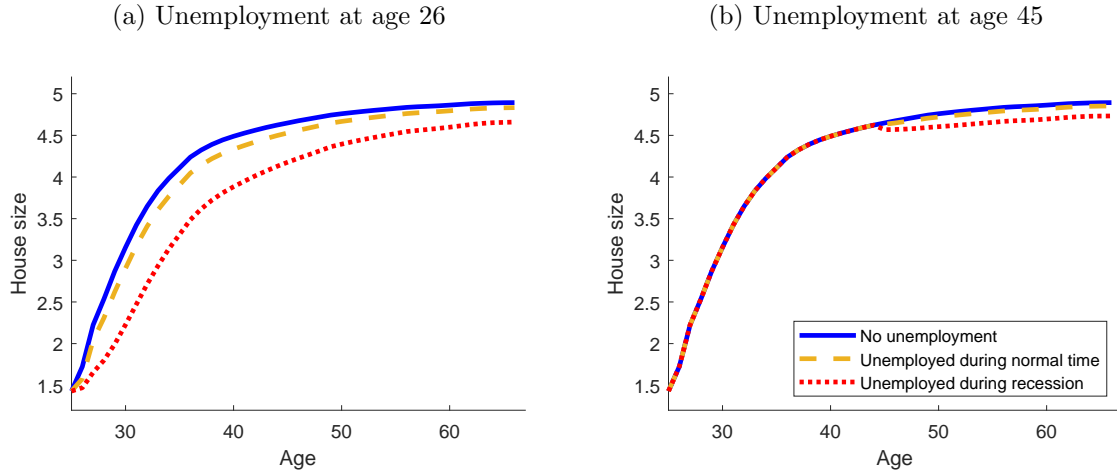 (a) Unemployment at age 26
5
4.5
4
3.5
3
2.5
2
1.5
House size
30 40 50 60
Age
(b) Unemployment at age 45
5
4.5
4
3.5
3
2.5
2
1.5
House size
No unemployment
Unemployed during normal time
Unemployed during recession
30 40 50 60
Age